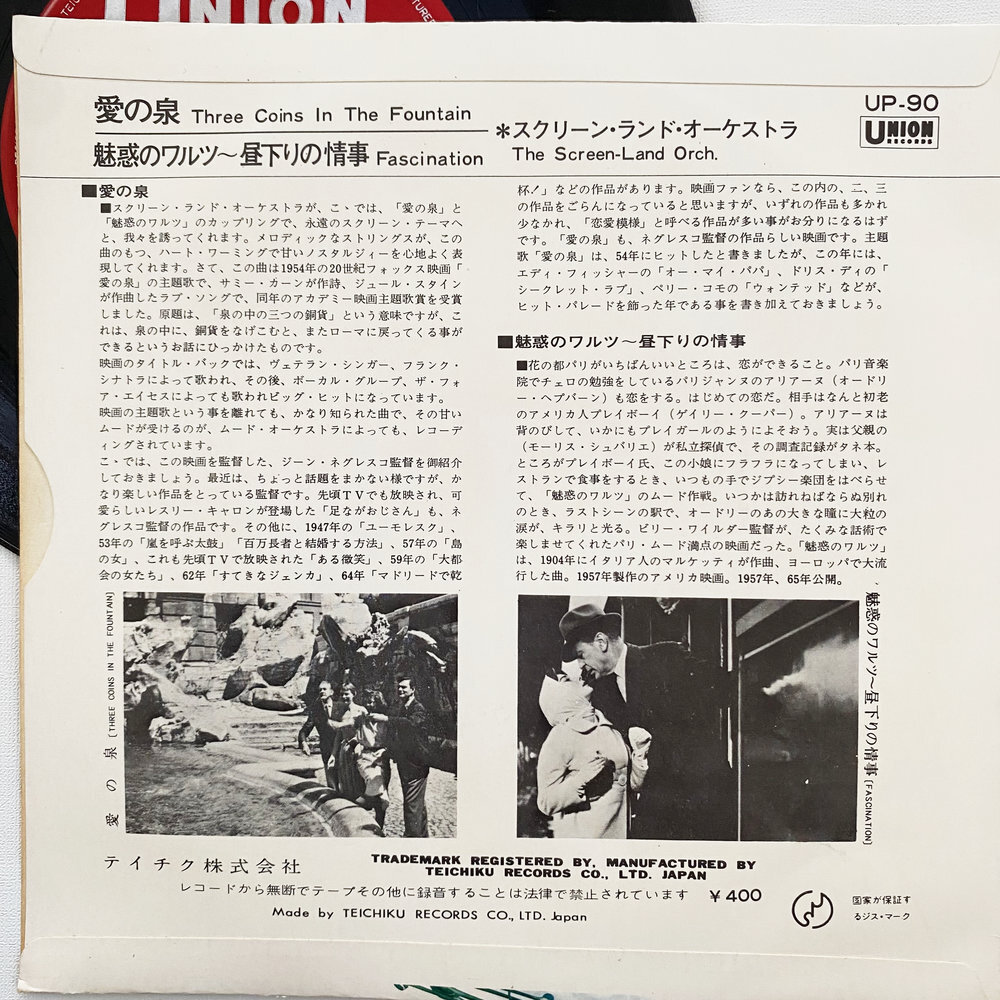 UNION
愛の泉 Three Coins In The Fountain
魅惑のワルツ〜昼下りの情事 Fascination
＊スクリーン・ランド・オーケストラ
The Screen-Land Orch.
UP-90
UNION
RECORDS
■愛の泉
■スクリーン・ランド・オーケストラが、こゝでは、「愛の泉」と
「魅惑のワルツ」のカップリングで、永遠のスクリーン・テーマへ
と、我々を誘ってくれます。メロディックなストリングスが、この
曲のもつ、ハート・ワーミングで甘いノスタルジィーを心地よく表
現してくれます。さて、この曲は1954年の20世紀フォックス映画「
愛の泉」の主題歌で、サミー・カーンが作詩、ジュール・スタイン
が作曲したラブ・ソングで、同年のアカデミー映画主題歌賞を受賞
しました。原題は、「泉の中の三つの銅貨」という意味ですが、こ
れは、泉の中に、銅貨をなげこむと、またローマに戻ってくる事が
できるというお話にひっかけたものです。
映画のタイトル・バックでは、ヴェテラン・シンガー、フランク・
シナトラによって歌われ、その後、ボーカル・グループ、ザ・フォ
ア・エイセスによっても歌われビッグ・ヒットになっています。
映画の主題歌という事を離れても、かなり知られた曲で、その甘い
ムードが受けるのが、ムード・オーケストラによっても、レコーデ
ィングされています。
こゝでは、この映画を監督した、ジーン・ネグレスコ監督を御紹介
しておきましょう。最近は、ちょっと話題をまかない様ですが、か
なり楽しい作品をとっている監督です。先頃TVでも放映され、可
愛らしいレスリー・キャロンが登場した「足ながおじさん」も、ネ
グレスコ監督の作品です。その他に、1947年の「ユーモレスク」、
53年の「嵐を呼ぶ太鼓」「百万長者と結婚する方法」、57年の「島
の女」、これも先頃TVで放映された「ある微笑」、59年の「大都
会の女たち」、62年「すてきなジェンカ」、64年「マドリードで乾
杯！」などの作品があります。映画ファンなら、この内の、二、三
の作品をごらんになっていると思いますが、いずれの作品も多かれ
少なかれ、「恋愛模様」と呼べる作品が多い事がお分りになるはず
です。「愛の泉」も、ネグレスコ監督の作品らしい映画です。主題
歌「愛の泉」は、54年にヒットしたと書きましたが、この年には、
エディ・フィッシャーの「オー・マイ・パパ」、ドリス・ディの「
シークレット・ラブ」、ペリー・コモの「ウォンテッド」などが、
ヒット・パレードを飾った年である事を書き加えておきましょう。
■魅惑のワルツ〜昼下りの情事
■花の都パリがいちばんいいところは、恋ができること。パリ音楽
院でチェロの勉強をしているパリジャンヌのアリアーヌ（オードリ
ー・ヘプバーン）も恋をする。はじめての恋だ。相手はなんと初老
のアメリカ人プレイボーイ（ゲイリー・クーパー）。アリアーヌは
背のびして、いかにもプレイガールのようによそおう。実は父親の
（モーリス・シュバリエ）が私立探偵で、その調査記録がタネ本。
ところがプレイボーイ氏、この小娘にフラフラになってしまい、レ
ストランで食事をするとき、いつもの手でジプシー楽団をはべらせ
て、「魅惑のワルツ」のムード作戦。いつかは訪れねばならぬ別れ
のとき、ラストシーンの駅で、オードリーのあの大きな瞳に大粒の
涙が、キラリと光る。ビリー・ワイルダー監督が、たくみな話術で
楽しませてくれたパリ・ムード満点の映画だった。「魅惑のワルツ」
は、1904年にイタリア人のマルケッティが作曲、ヨーロッパで大流
行した曲。1957年製作のアメリカ映画。1957年、65年公開。
愛の泉〔THREE COINS IN THE FOUNTAIN〕
魅惑のワルツ〜昼下りの情事〔FASCINATION〕
テイチク株式会社
TRADEMARK REGISTERED BY, MANUFACTURED BY
TEICHIKU RECORDS CO., LTD. JAPAN
レコードから無断でテープその他に録音することは法律で禁止されています ￥400
Made by TEICHIKU RECORDS CO., LTD. Japan
国家が保証す
るジス・マーク